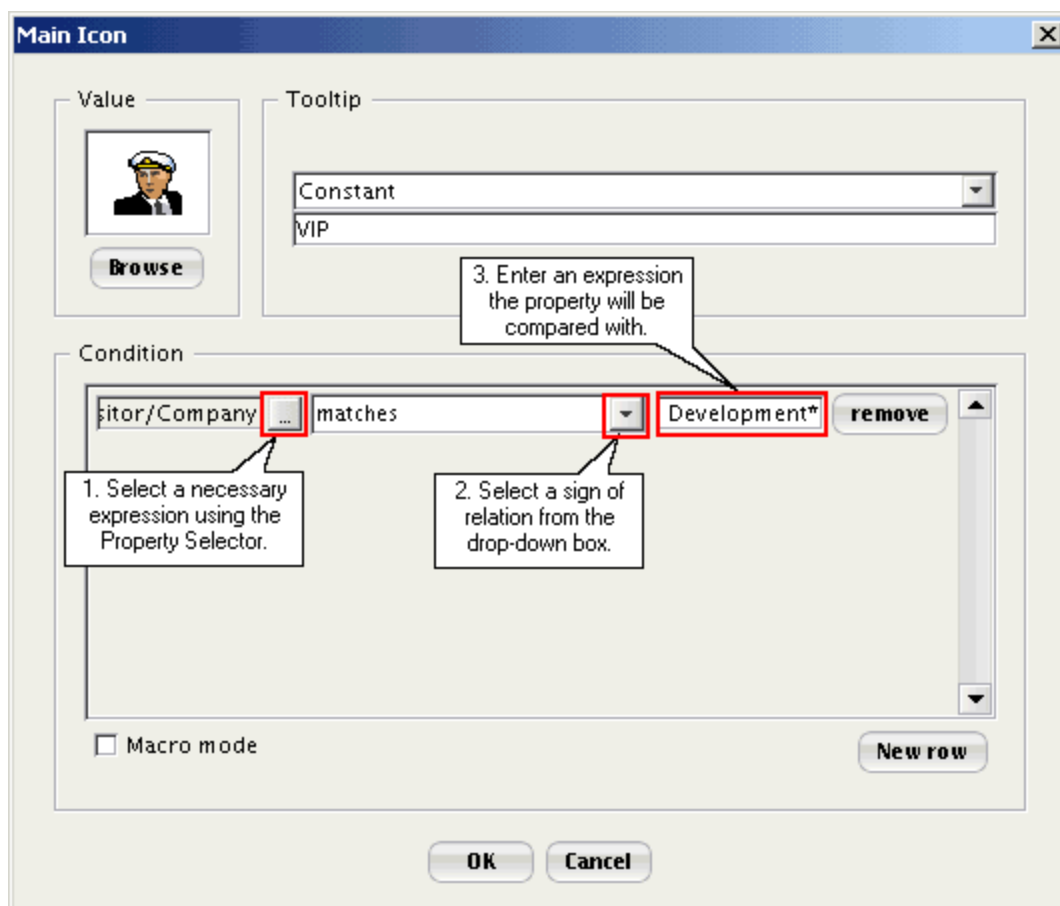 Main Icon
Value
Tooltip
Constant
VIP
Browse
3. Enter an expression
the property will be
compared with.
Condition
sitor/Company ... matches Development* remove
1. Select a necessary
expression using the
Property Selector.
2. Select a sign of
relation from the
drop-down box.
Macro mode
New row
OK Cancel